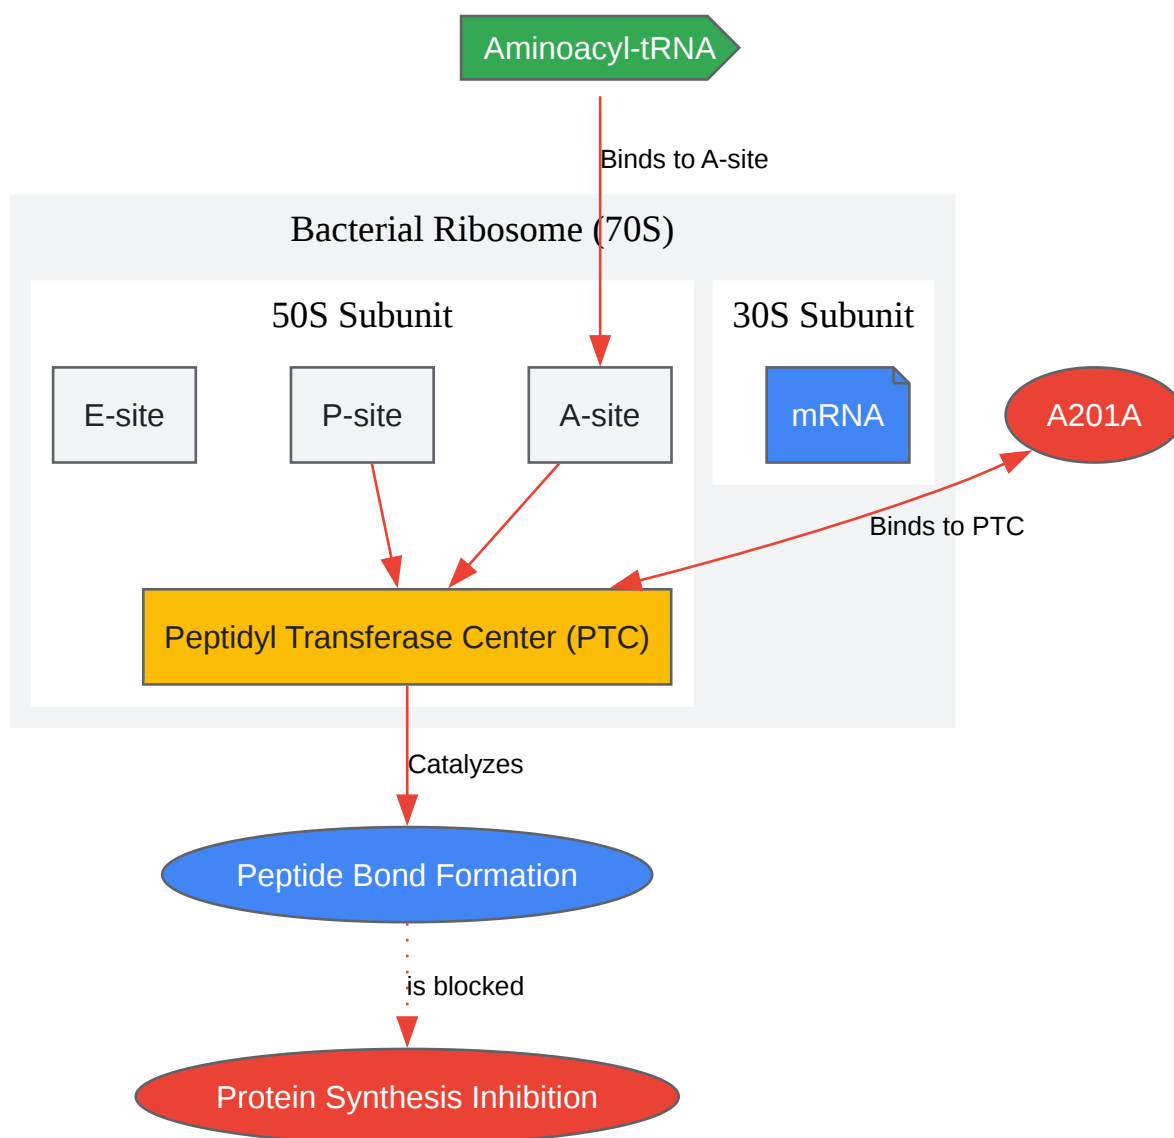 Aminoacyl-tRNA
Binds to A-site
Bacterial Ribosome (70S)
50S Subunit
30S Subunit
E-site
P-site
A-site
mRNA
A201A
Binds to PTC
Peptidyl Transferase Center (PTC)
Catalyzes
Peptide Bond Formation
is blocked
Protein Synthesis Inhibition